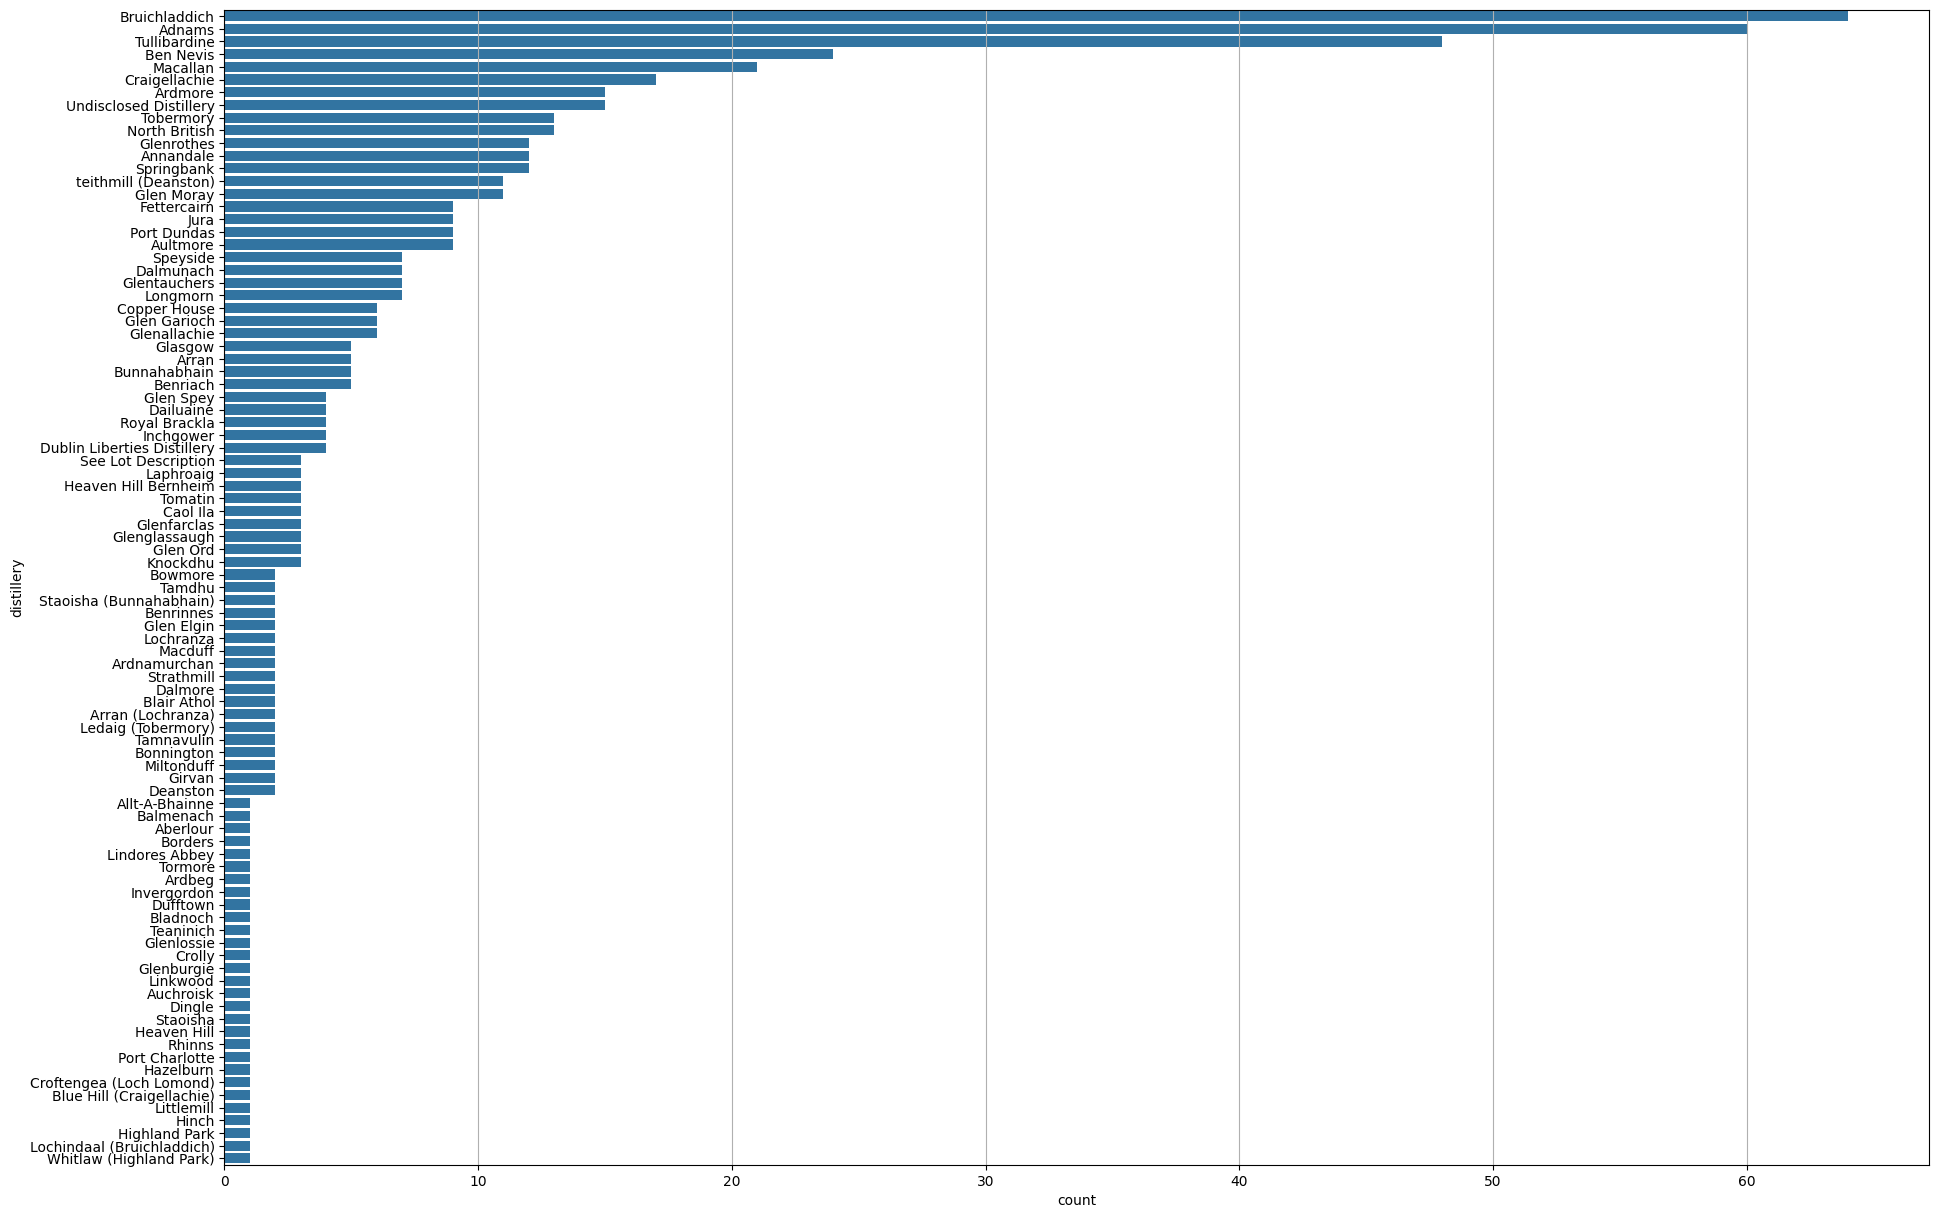 Bruichladdich
Adnams
Tullibardine
Ben Nevis
Macallan
Craigellachie
Ardmore
Undisclosed Distillery
Tobermory
North British
Glenrothes
Annandale
Springbank
teithmill (Deanston)
Glen Moray
Fettercairn
Jura
Port Dundas
Aultmore
Speyside
Dalmunach
Glentauchers
Longmorn
Copper House
Glen Garioch
Glenallachie
Glasgow
Arran
Bunnahabhain
Benriach
Glen Spey
Dailuaine
Royal Brackla
Inchgower
Dublin Liberties Distillery
See Lot Description
Laphroaig
Heaven Hill Bernheim
Tomatin
Caol Ila
Glenfarclas
Glenglassaugh
Glen Ord
Knockdhu
Bowmore
Tamdhu
Staoisha (Bunnahabhain)
Benrinnes
Glen Elgin
Lochranza
Macduff
Ardnamurchan
Strathmill
Dalmore
Blair Athol
Arran (Lochranza)
Ledaig (Tobermory)
Tamnavulin
Bonnington
Miltonduff
Girvan
Deanston
Allt-A-Bhainne
Balmenach
Aberlour
Borders
Lindores Abbey
Tormore
Ardbeg
Invergordon
Dufftown
Bladnoch
Teaninich
Glenlossie
Crolly
Glenburgie
Linkwood
Auchroisk
Dingle
Staoisha
Heaven Hill
Rhinns
Port Charlotte
Hazelburn
Croftengea (Loch Lomond)
Blue Hill (Craigellachie)
Littlemill
Hinch
Highland Park
Lochindaal (Bruichladdich)
Whitlaw (Highland Park)
distillery
0 10 20 30 40 50 60
count